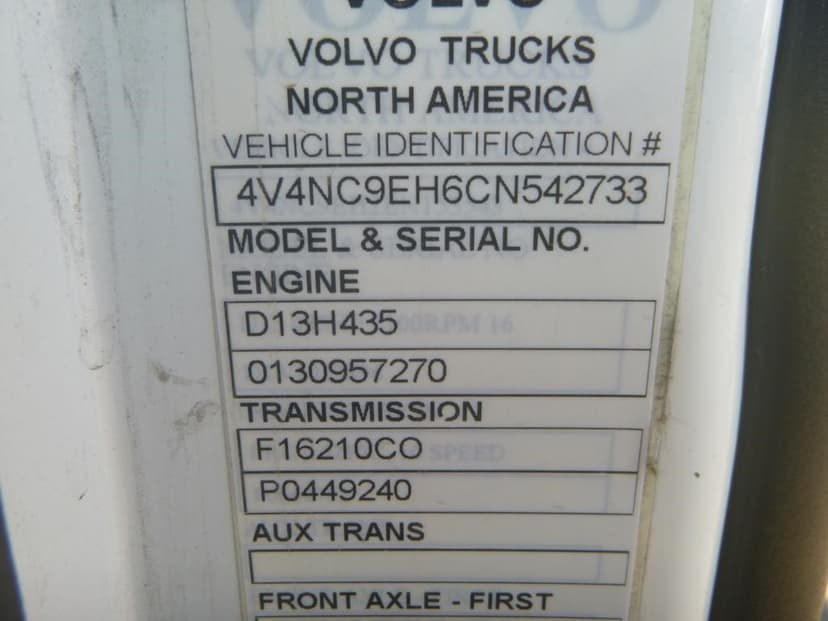 VOLVO
VOLVO TRUCKS
NORTH AMERICA
VEHICLE IDENTIFICATION #
4V4NC9EH6CN542733
MODEL & SERIAL NO.
ENGINE
D13H435
0130957270
TRANSMISSION
F16210CO
P0449240
AUX TRANS
FRONT AXLE - FIRST